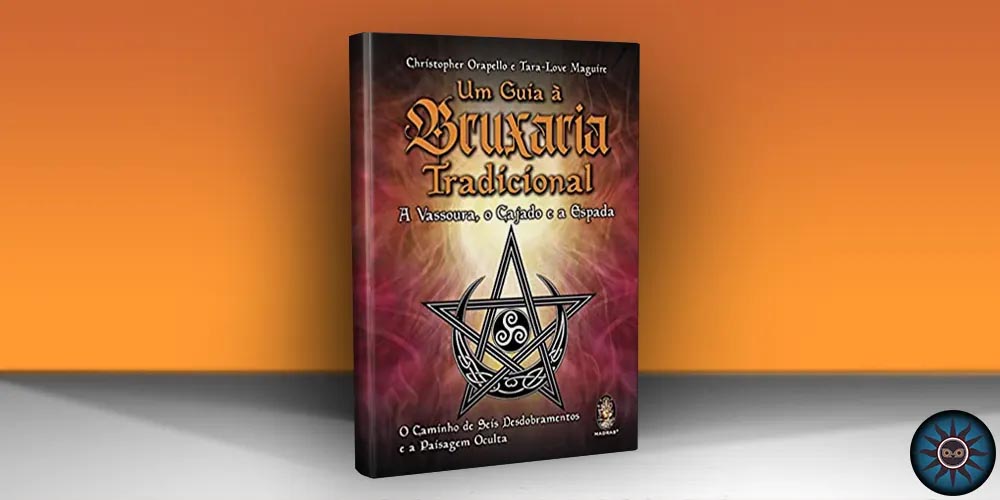 Christopher Orapello e Tara-Love Maguire
Um Guia à
Bruxaria
Tradicional
A Vassoura, o Cajado e a Espada
O Caminho de Seis Desdobramentos
e a Paisagem Oculta
MADRAS®